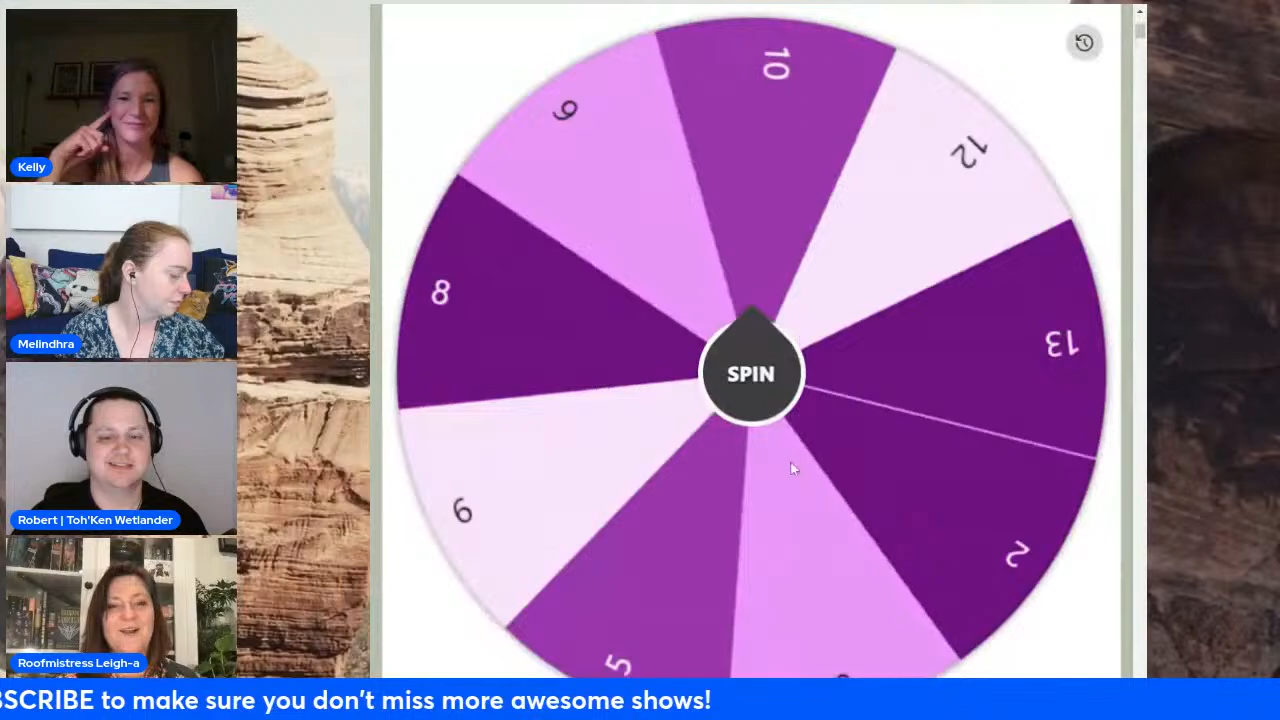 Kelly
Melindhra
Robert | Toh'Ken Wetlander
Roofmistress Leigh-a
10
9
12
8
13
SPIN
6
2
5
SUBSCRIBE to make sure you don't miss more awesome shows!